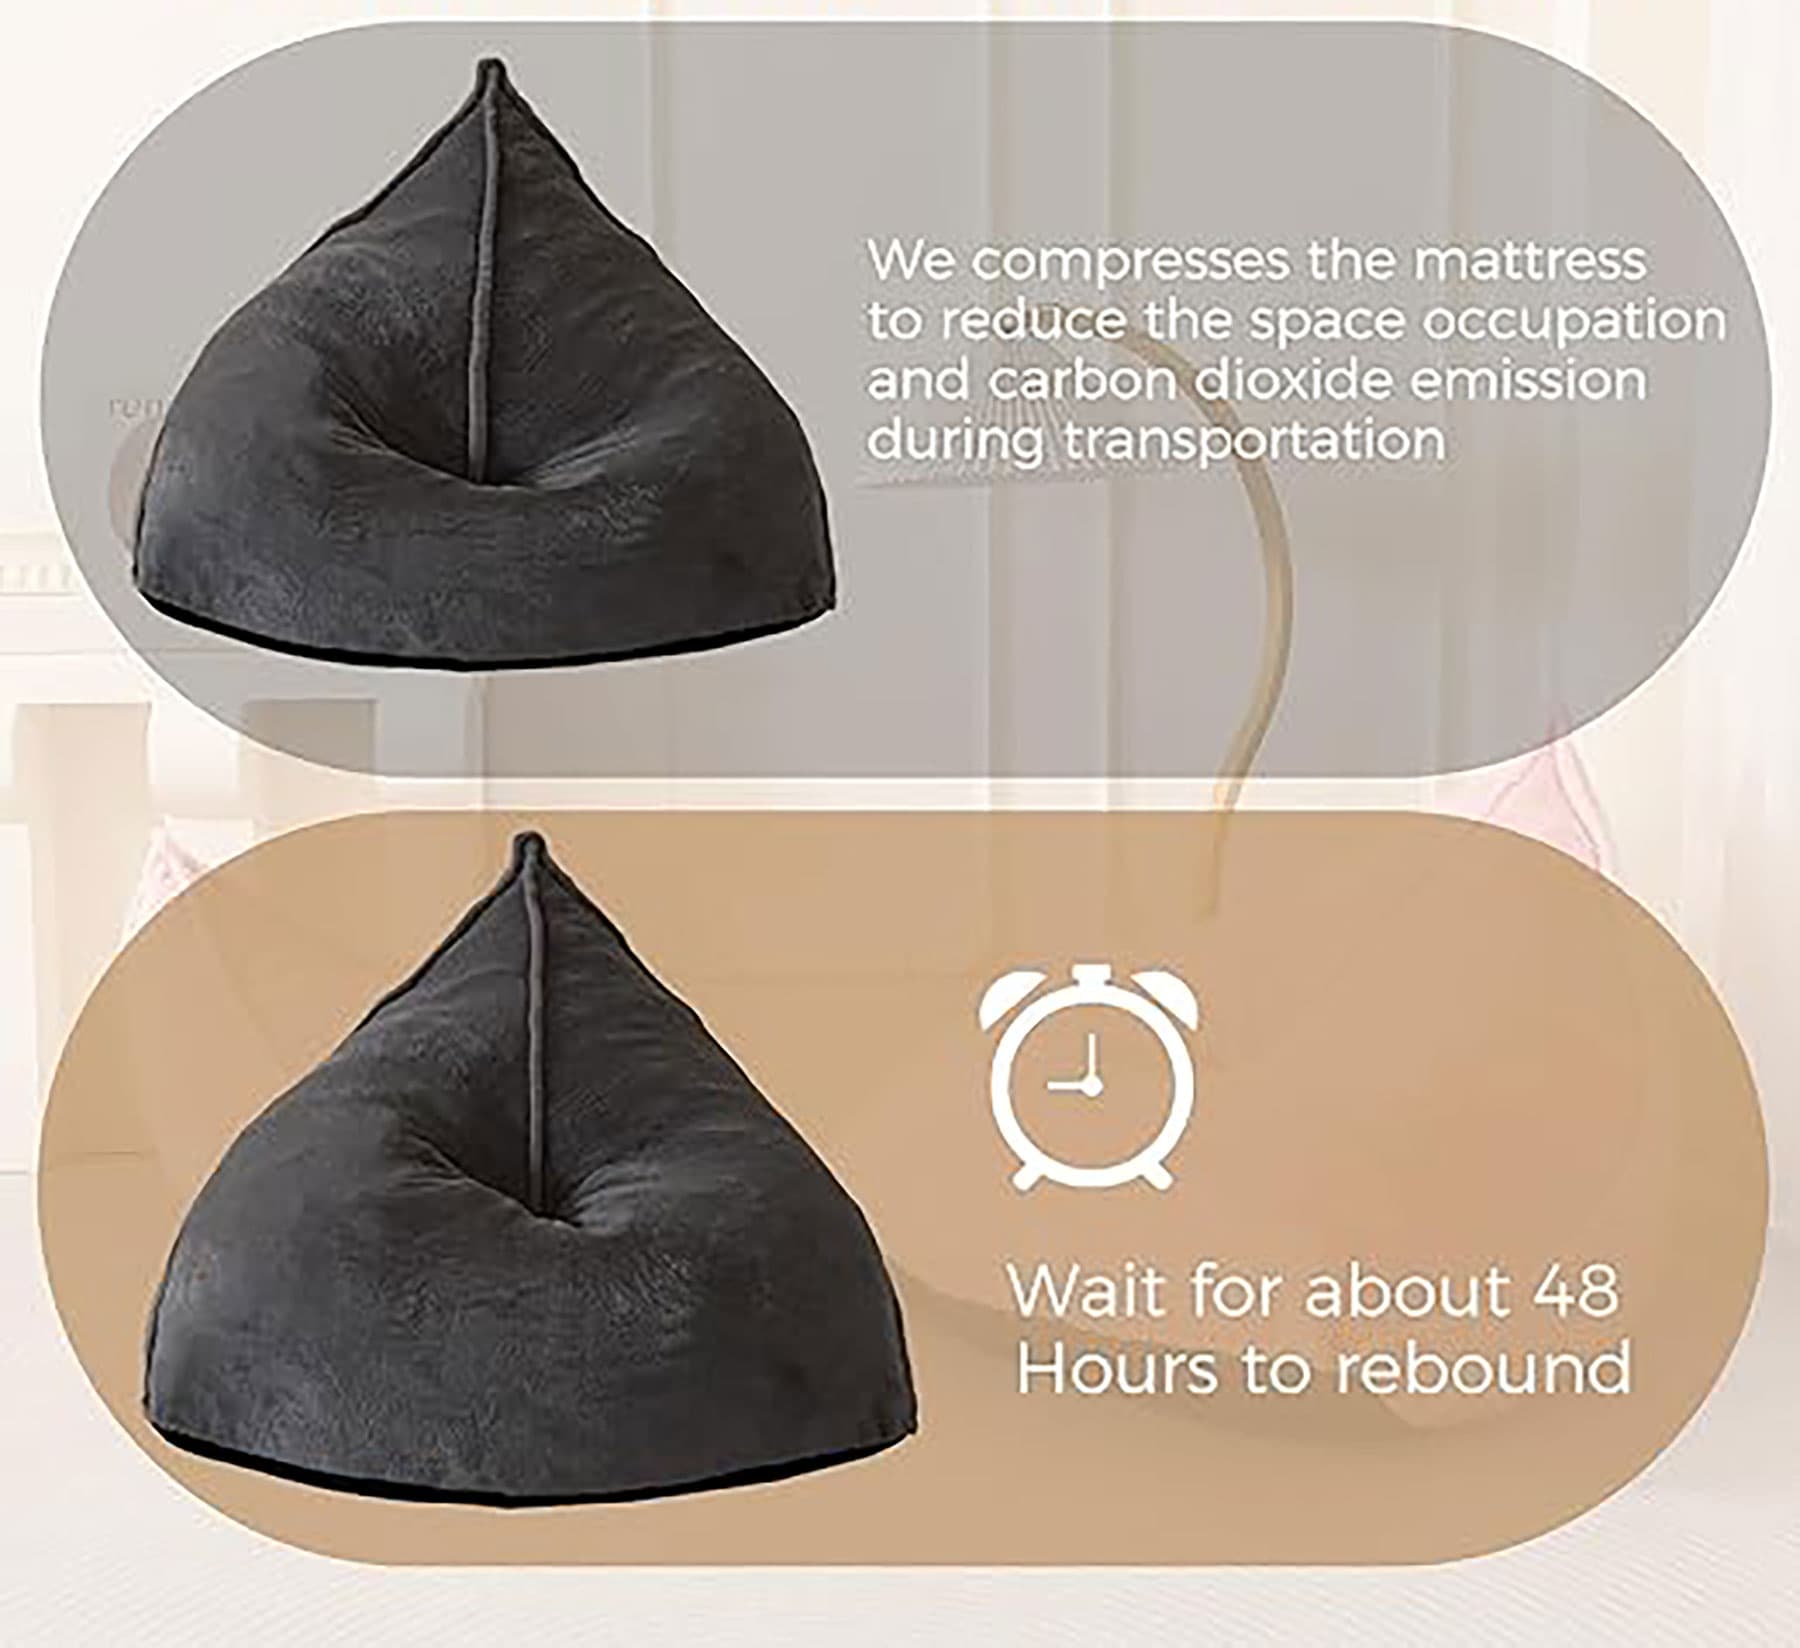 We compresses the mattress
to reduce the space occupation
and carbon dioxide emission
during transportation
Wait for about 48
Hours to rebound